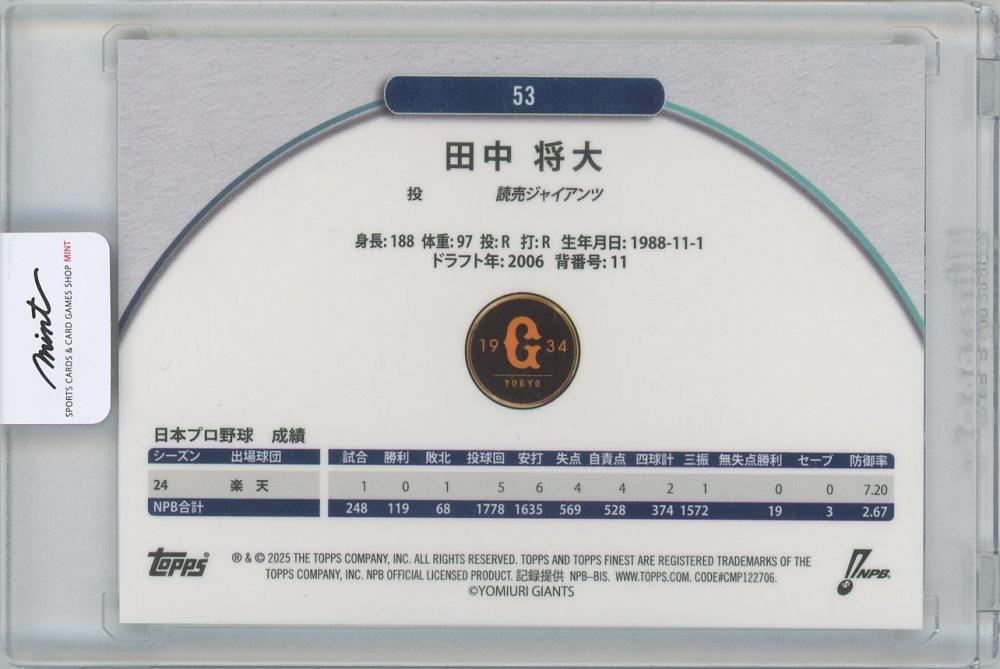 53
田中 将大
投 読売ジャイアンツ
身長: 188 体重: 97 投: R 打: R 生年月日: 1988-11-1
ドラフト年: 2006 背番号: 11
19 G 34
TOKYO
mint
SPORTS CARDS & CARD GAMES SHOP MINT
日本プロ野球 成績
シーズン 出場球団 試合 勝利 敗北 投球回 安打 失点 自責点 四球計 三振 無失点勝利 セーブ 防御率
24 楽 天 1 0 1 5 6 4 4 2 1 0 0 7.20
NPB合計 248 119 68 1778 1635 569 528 374 1572 19 3 2.67
topps®
® & © 2025 THE TOPPS COMPANY, INC. ALL RIGHTS RESERVED. TOPPS AND TOPPS FINEST ARE REGISTERED TRADEMARKS OF THE
TOPPS COMPANY, INC. NPB OFFICIAL LICENSED PRODUCT. 記録提供 NPB–BIS. WWW.TOPPS.COM. CODE#CMP122706.
©YOMIURI GIANTS
NPB.